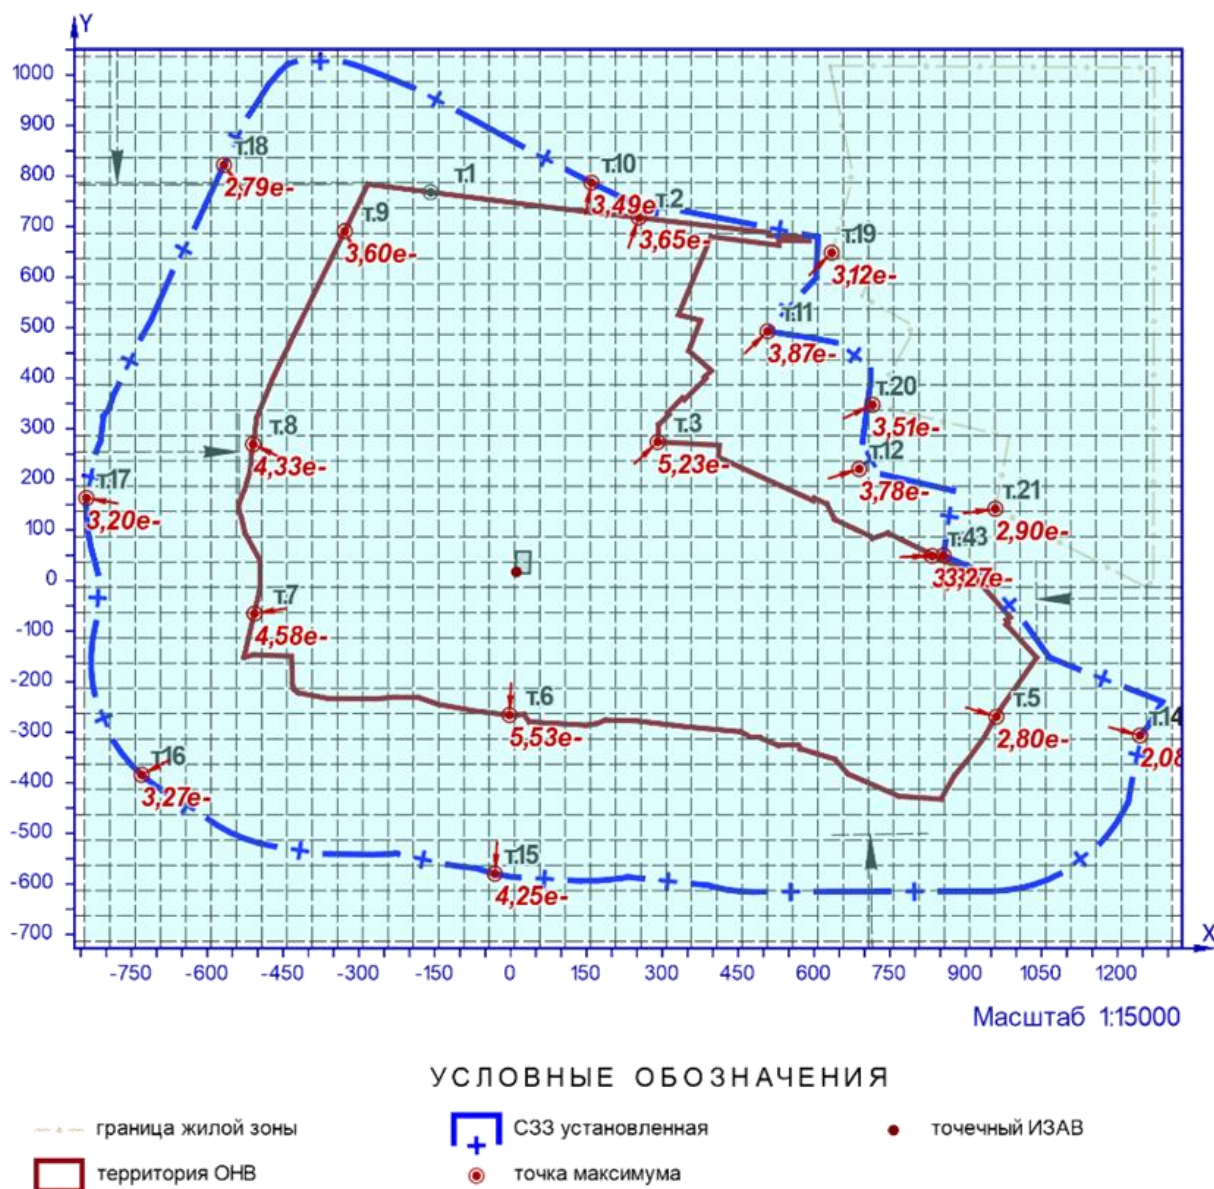 Y
1000
900
800
700
600
500
400
300
200
100
0
-100
-200
-300
-400
-500
-600
-700
т.18
2,79e-
т.1
т.10
3,49e
т.2
3,65e-
т.9
3,60e-
т.19
3,12e-
т.11
3,87e-
т.20
3,51e-
т.8
4,33e-
т.3
5,23e-
т.12
3,78e-
т.17
3,20e-
т.21
2,90e-
т.7
4,58e-
т.6
5,53e-
т.5
2,80e-
т.14
2,08
т.16
3,27e-
т.15
4,25e-
-750 -600 -450 -300 -150 0 150 300 450 600 750 900 1050 1200
X
Масштаб 1:15000
УСЛОВНЫЕ ОБОЗНАЧЕНИЯ
граница жилой зоны
СЗЗ установленная
точечный ИЗАВ
территория ОНВ
точка максимума